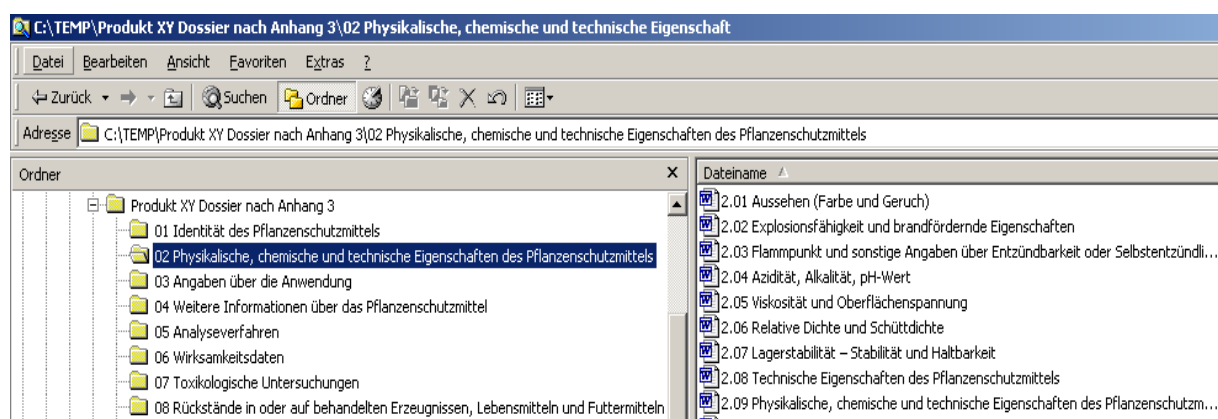 C:\TEMP\Produkt XY Dossier nach Anhang 3\02 Physikalische, chemische und technische Eigenschaft
Datei Bearbeiten Ansicht Favoriten Extras ?
Zurück Suchen Ordner
Adresse C:\TEMP\Produkt XY Dossier nach Anhang 3\02 Physikalische, chemische und technische Eigenschaften des Pflanzenschutzmittels
Ordner x
Produkt XY Dossier nach Anhang 3
01 Identität des Pflanzenschutzmittels
02 Physikalische, chemische und technische Eigenschaften des Pflanzenschutzmittels
03 Angaben über die Anwendung
04 Weitere Informationen über das Pflanzenschutzmittel
05 Analyseverfahren
06 Wirksamkeitsdaten
07 Toxikologische Untersuchungen
08 Rückstände in oder auf behandelten Erzeugnissen, Lebensmitteln und Futtermitteln
Dateiname
2.01 Aussehen (Farbe und Geruch)
2.02 Explosionsfähigkeit und brandfördernde Eigenschaften
2.03 Flammpunkt und sonstige Angaben über Entzündbarkeit oder Selbstentzündli...
2.04 Azidität, Alkalität, pH-Wert
2.05 Viskosität und Oberflächenspannung
2.06 Relative Dichte und Schüttdichte
2.07 Lagerstabilität – Stabilität und Haltbarkeit
2.08 Technische Eigenschaften des Pflanzenschutzmittels
2.09 Physikalische, chemische und technische Eigenschaften des Pflanzenschutzm...